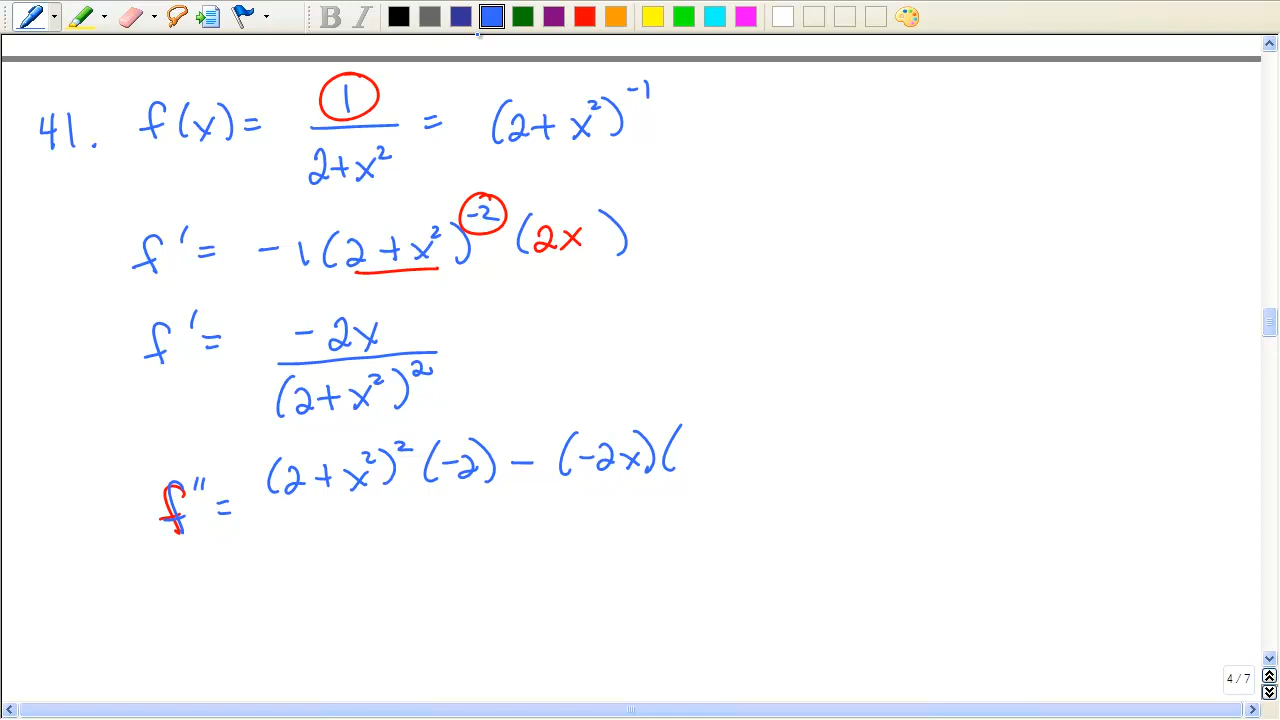 B I
41. f(x) = 1/(2+x²) = (2+x²)⁻¹
f' = -1(2+x²)⁻² (2x)
f' = -2x/(2+x²)²
f'' = (2+x²)²(-2) - (-2x)(
4 / 7